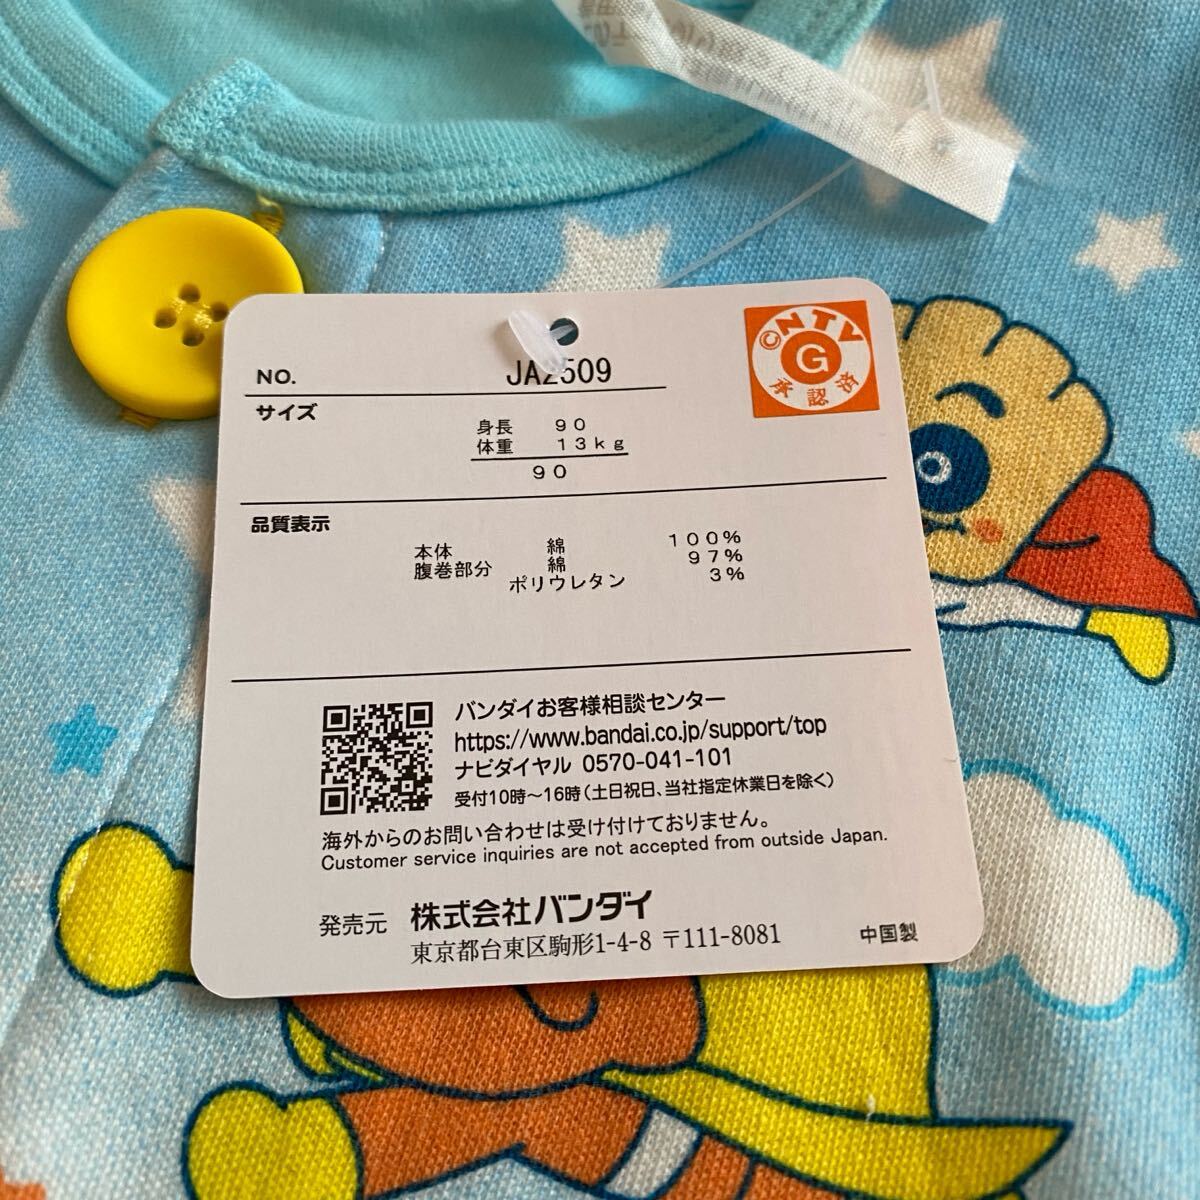 NO. JA2509
©NTV
G
承認済
サイズ
身長 90
体重 13kg
90
品質表示
本体 綿 100%
腹巻部分 綿 97%
ポリウレタン 3%
バンダイお客様相談センター
https://www.bandai.co.jp/support/top
ナビダイヤル 0570-041-101
受付10時～16時(土日祝日、当社指定休業日を除く)
海外からのお問い合わせは受け付けておりません。
Customer service inquiries are not accepted from outside Japan.
発売元 株式会社バンダイ
東京都台東区駒形1-4-8 〒111-8081
中国製